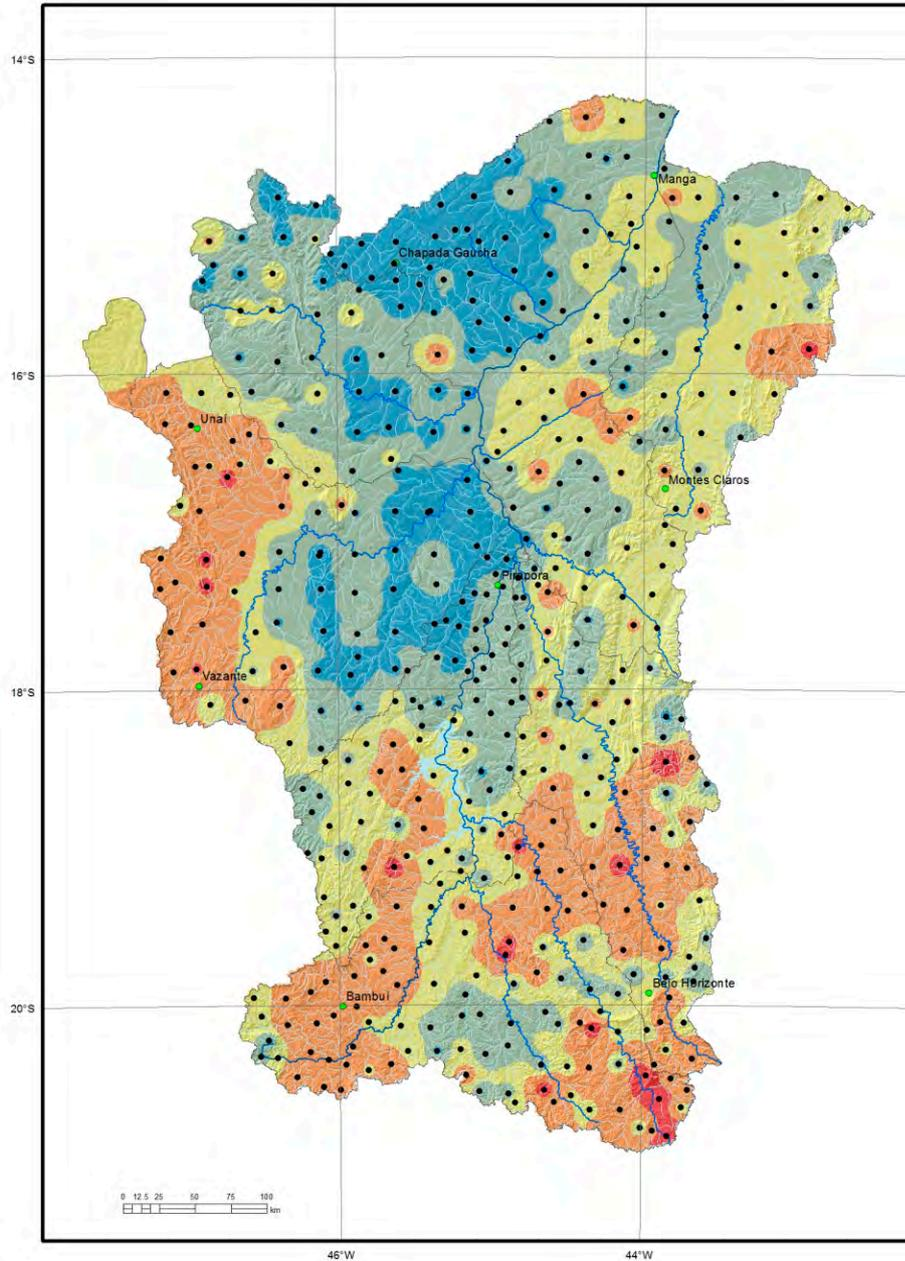 14°S
Manga
Chapada Gaúcha
16°S
Unaí
Montes Claros
Pirapora
18°S
Vazante
Belo Horizonte
20°S
Bambuí
0 12.5 25 50 75 100
km
46°W 44°W